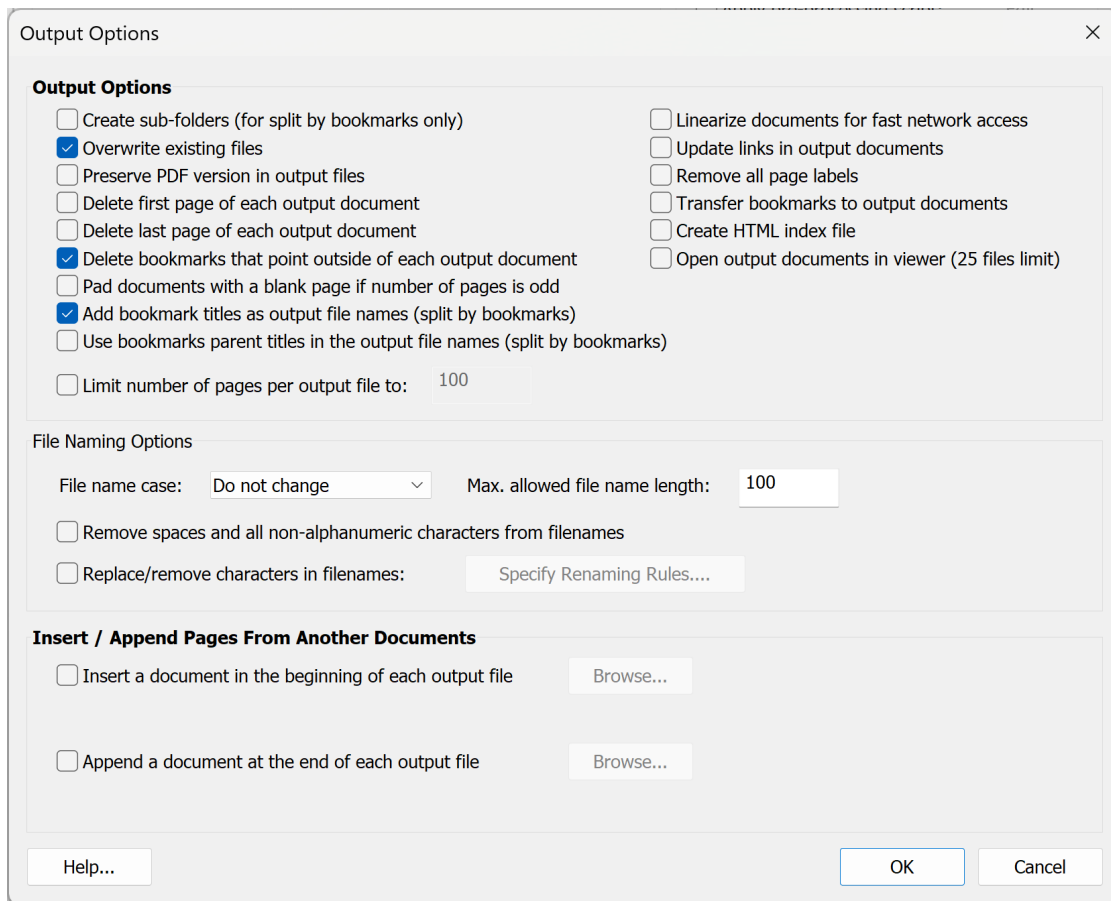 Output Options
Output Options
Create sub-folders (for split by bookmarks only)
Overwrite existing files
Preserve PDF version in output files
Delete first page of each output document
Delete last page of each output document
Delete bookmarks that point outside of each output document
Pad documents with a blank page if number of pages is odd
Add bookmark titles as output file names (split by bookmarks)
Use bookmarks parent titles in the output file names (split by bookmarks)
Limit number of pages per output file to: 100
Linearize documents for fast network access
Update links in output documents
Remove all page labels
Transfer bookmarks to output documents
Create HTML index file
Open output documents in viewer (25 files limit)
File Naming Options
File name case: Do not change Max. allowed file name length: 100
Remove spaces and all non-alphanumeric characters from filenames
Replace/remove characters in filenames: Specify Renaming Rules....
Insert / Append Pages From Another Documents
Insert a document in the beginning of each output file Browse...
Append a document at the end of each output file Browse...
Help... OK Cancel